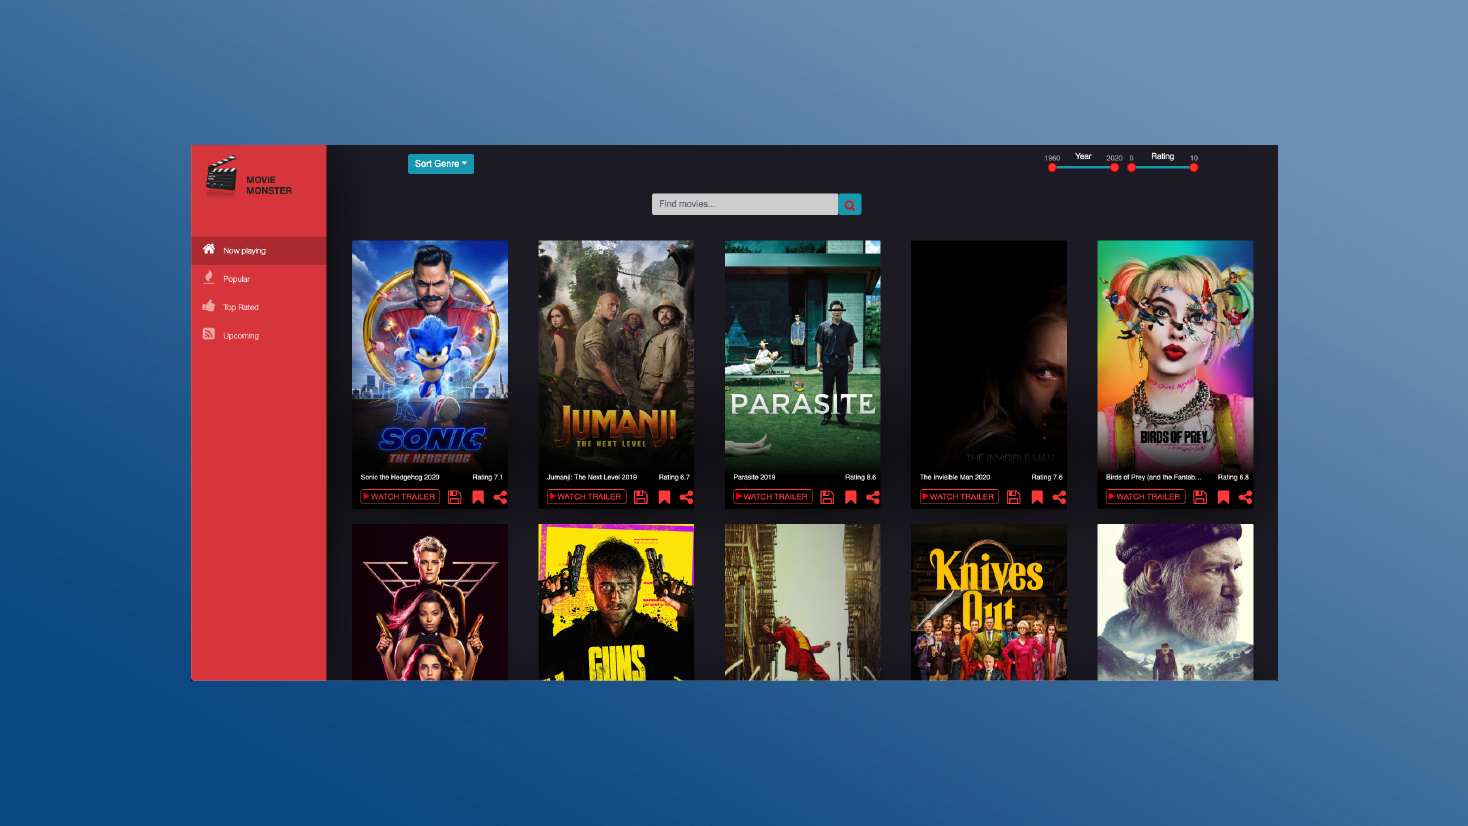 MOVIE
MONSTER
Sort Genre
1960 Year 2020
0 Rating 10
Find movies...
Now playing
Popular
Top Rated
Upcoming
SONIC
THE HEDGEHOG
JUMANJI
THE NEXT LEVEL
PARASITE
THE INVISIBLE MAN
BIRDS OF PREY
Sonic the Hedgehog 2020 Rating 7.1
Jumanji: The Next Level 2019 Rating 6.7
Parasite 2019 Rating 8.6
The Invisible Man 2020 Rating 7.6
Birds of Prey (and the Fantab... Rating 6.8
WATCH TRAILER
WATCH TRAILER
WATCH TRAILER
WATCH TRAILER
WATCH TRAILER
GUNS
Knives
Out